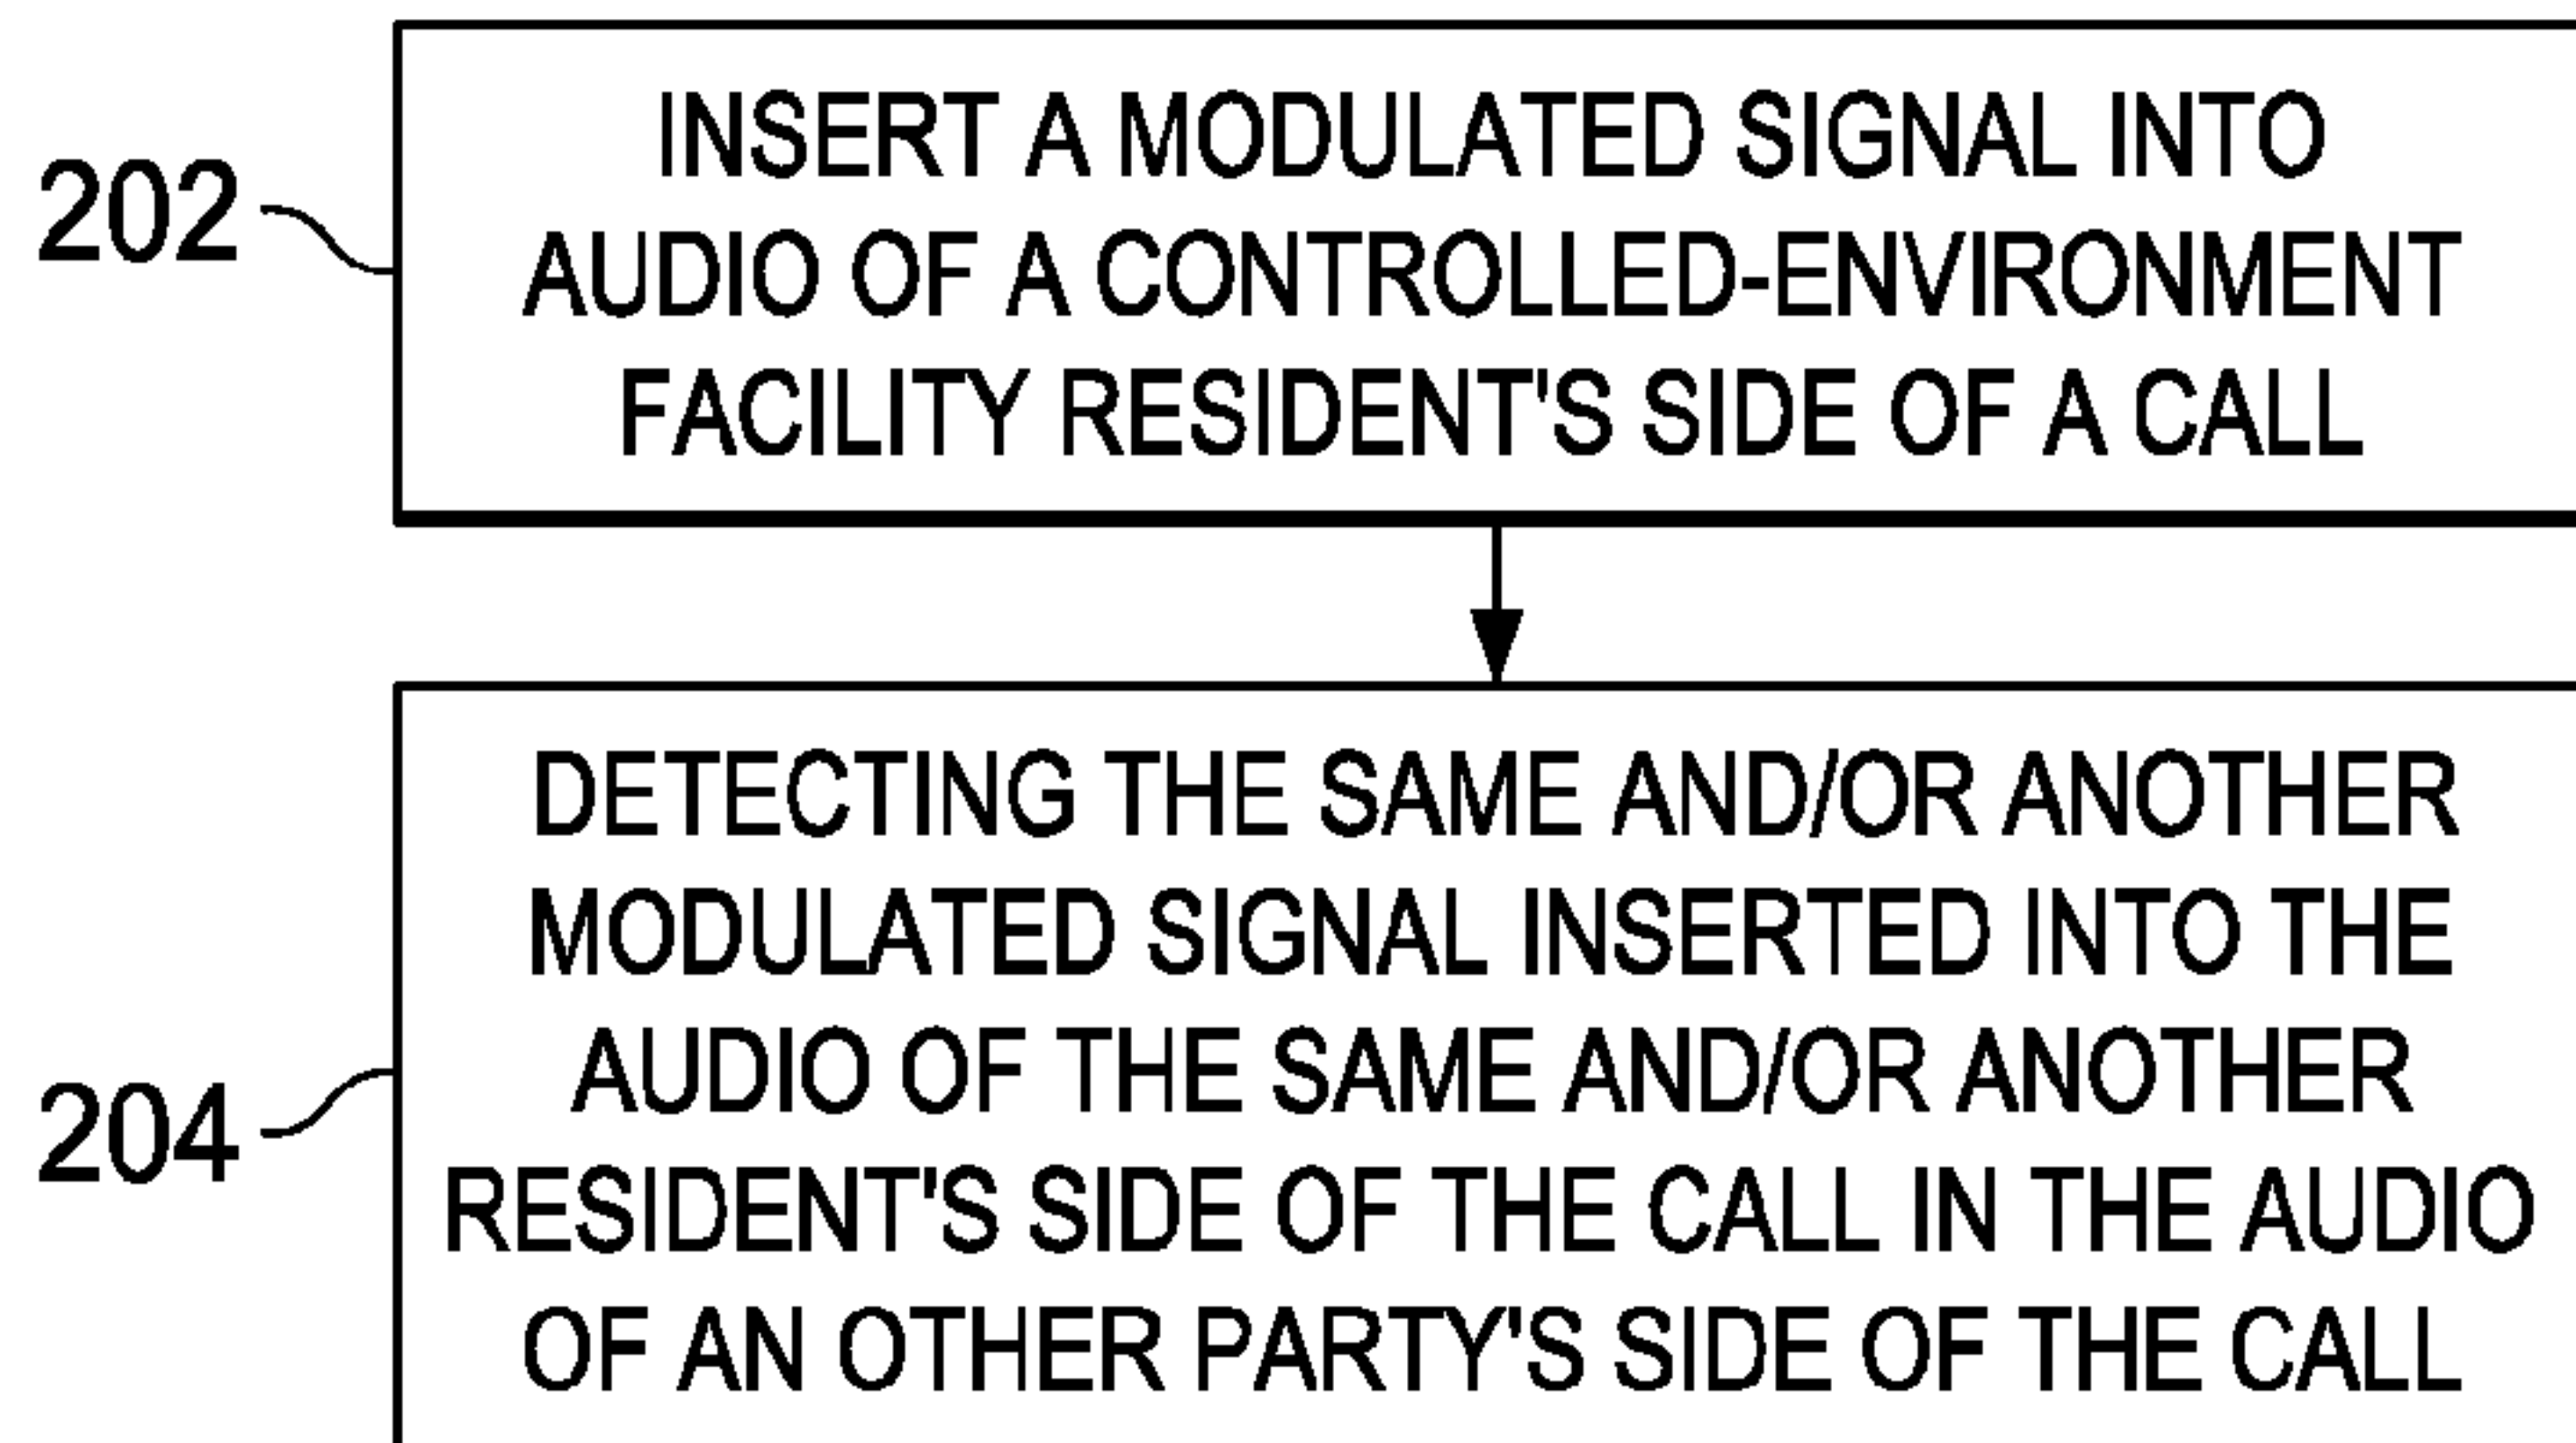 202
INSERT A MODULATED SIGNAL INTO
AUDIO OF A CONTROLLED-ENVIRONMENT
FACILITY RESIDENT'S SIDE OF A CALL
204
DETECTING THE SAME AND/OR ANOTHER
MODULATED SIGNAL INSERTED INTO THE
AUDIO OF THE SAME AND/OR ANOTHER
RESIDENT'S SIDE OF THE CALL IN THE AUDIO
OF AN OTHER PARTY'S SIDE OF THE CALL